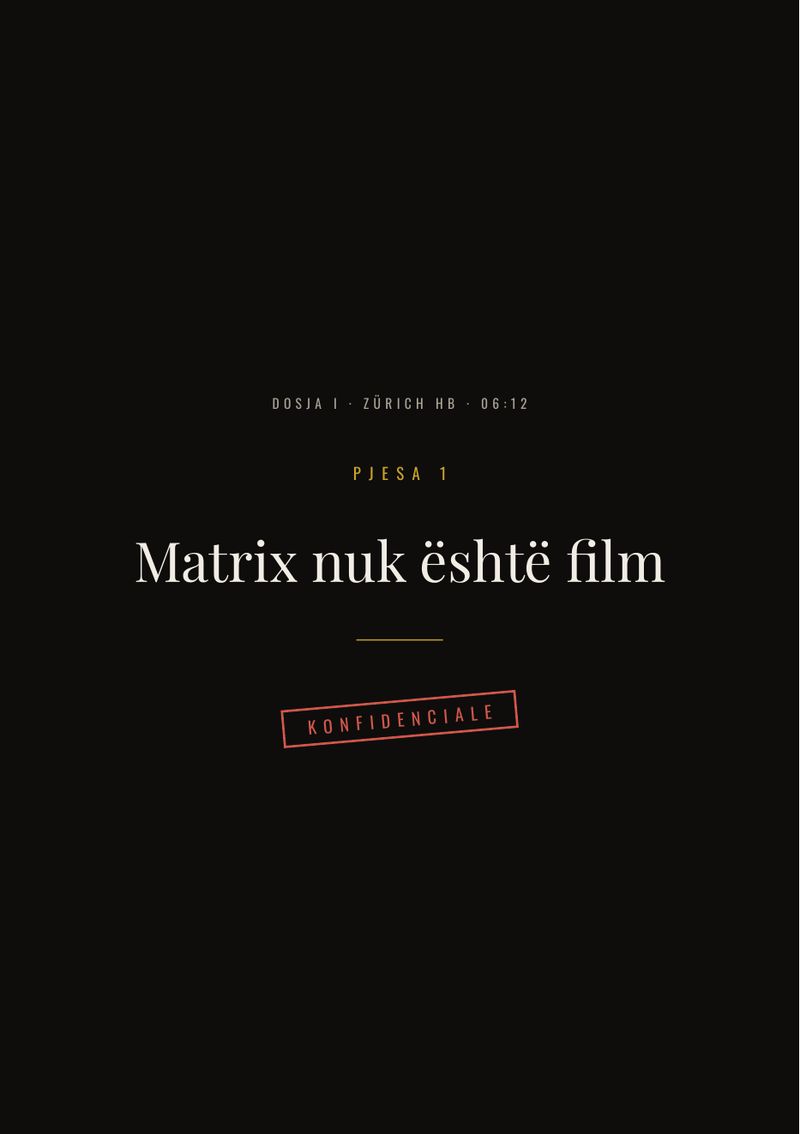 DOSJA I · ZÜRICH HB · 06:12
PJESA 1
Matrix nuk është film
KONFIDENCIALE